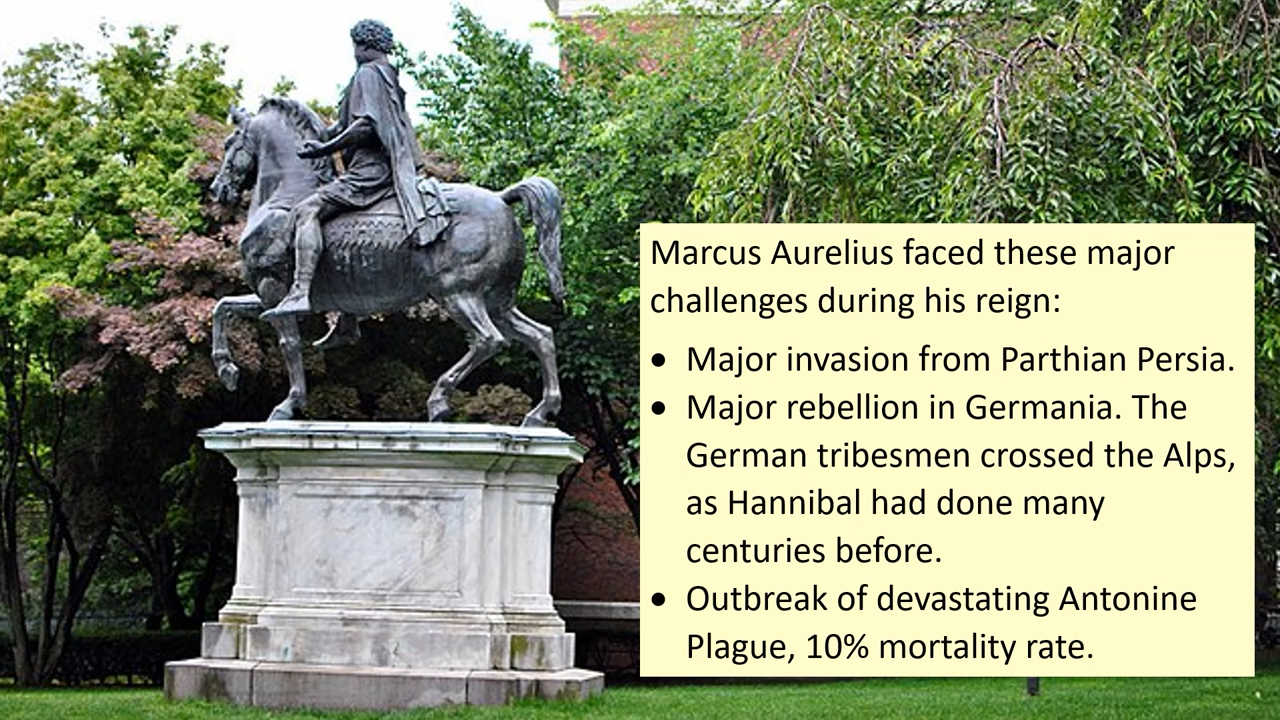 Marcus Aurelius faced these major
challenges during his reign:
• Major invasion from Parthian Persia.
• Major rebellion in Germania. The
German tribesmen crossed the Alps,
as Hannibal had done many
centuries before.
• Outbreak of devastating Antonine
Plague, 10% mortality rate.